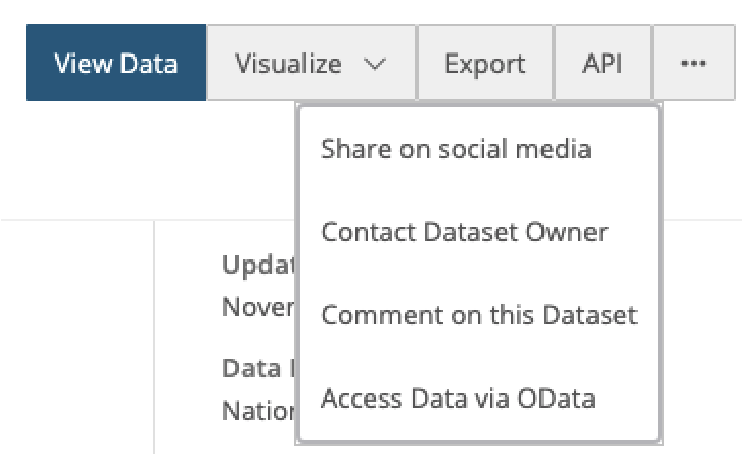 View Data Visualize Export API ...
Share on social media
Contact Dataset Owner
Comment on this Dataset
Access Data via OData